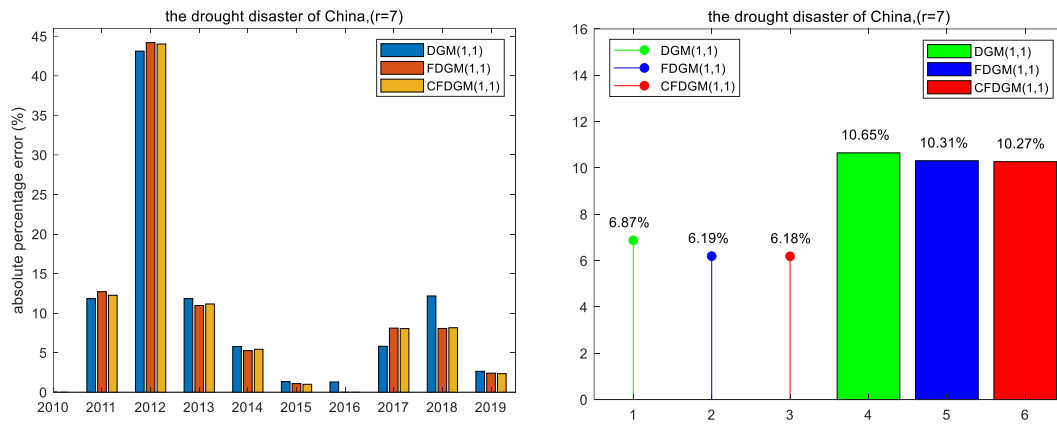 the drought disaster of China,(r=7)
absolute percentage error (%)
45
40
35
30
25
20
15
10
5
0
2010 2011 2012 2013 2014 2015 2016 2017 2018 2019
DGM(1,1)
FDGM(1,1)
CFDGM(1,1)
the drought disaster of China,(r=7)
16
14
12
10
8
6
4
2
0
1 2 3 4 5 6
DGM(1,1)
FDGM(1,1)
CFDGM(1,1)
DGM(1,1)
FDGM(1,1)
CFDGM(1,1)
6.87%
6.19%
6.18%
10.65%
10.31%
10.27%